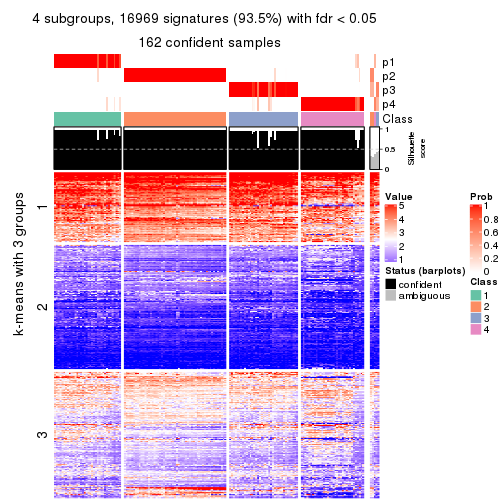 4 subgroups, 16969 signatures (93.5%) with fdr < 0.05
162 confident samples
p1
p2
p3
p4
Class
1
0.5
0
Silhouette
score
k-means with 3 groups
1
2
3
Value
5
4
3
2
1
Prob
1
0.8
0.6
0.4
0.2
0
Status (barplots)
confident
ambiguous
Class
1
2
3
4